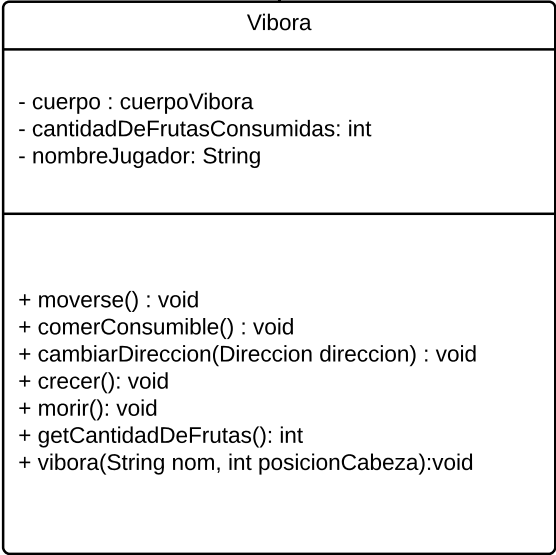 Vibora
- cuerpo : cuerpoVibora
- cantidadDeFrutasConsumidas: int
- nombreJugador: String
+ moverse() : void
+ comerConsumible() : void
+ cambiarDireccion(Direccion direccion) : void
+ crecer(): void
+ morir(): void
+ getCantidadDeFrutas(): int
+ vibora(String nom, int posicionCabeza):void